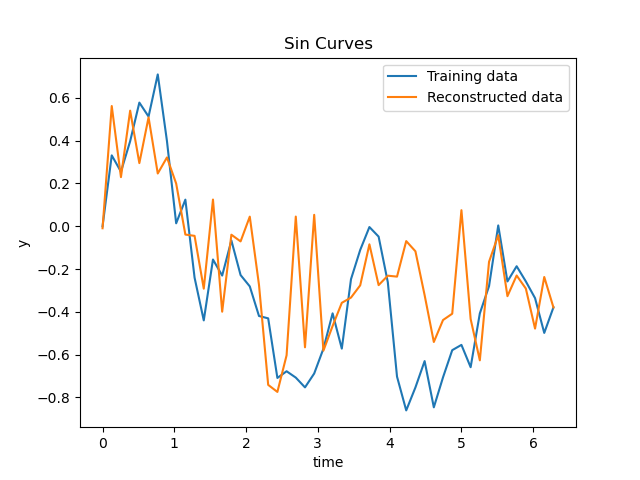 Sin Curves
Training data
Reconstructed data
0.6
0.4
0.2
0.0
−0.2
−0.4
−0.6
−0.8
y
0 1 2 3 4 5 6
time